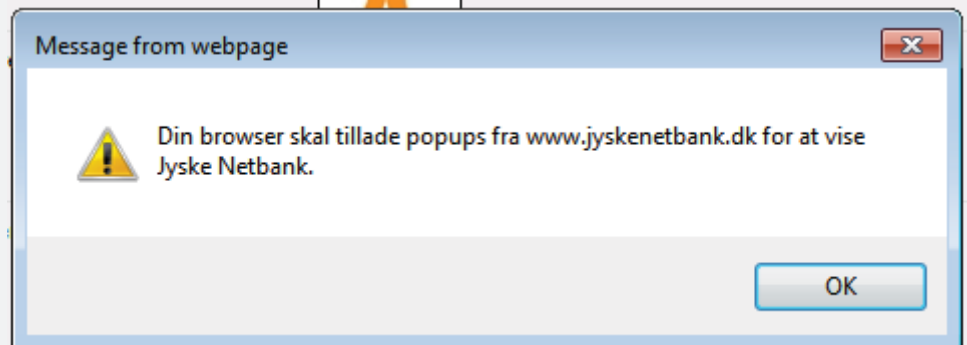 Message from webpage
Din browser skal tillade popups fra www.jyskenetbank.dk for at vise
Jyske Netbank.
OK